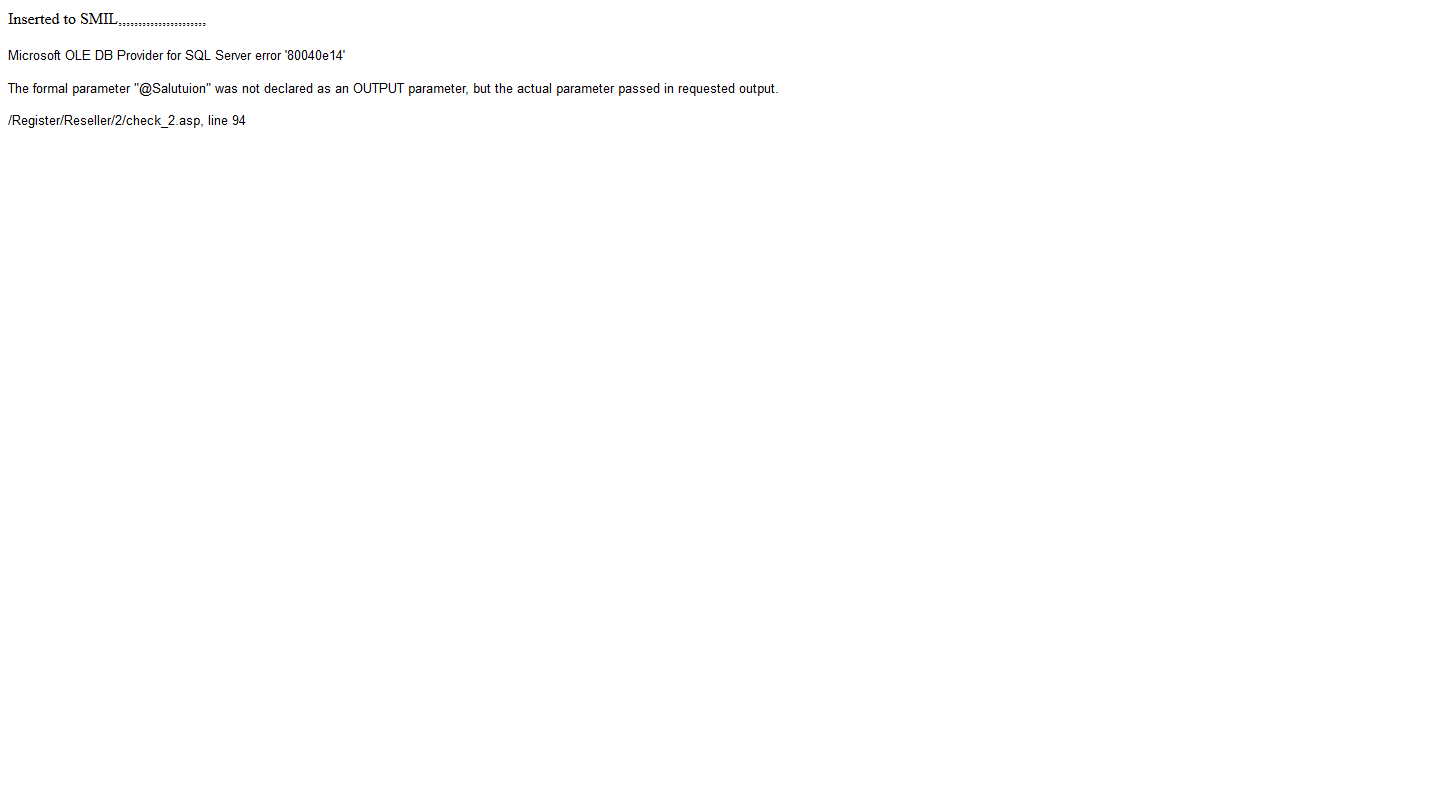 Inserted to SMIL,,,,,,,,,,,,,,,,,,,,,,
Microsoft OLE DB Provider for SQL Server error '80040e14'
The formal parameter "@Salutuion" was not declared as an OUTPUT parameter, but the actual parameter passed in requested output.
/Register/Reseller/2/check_2.asp, line 94